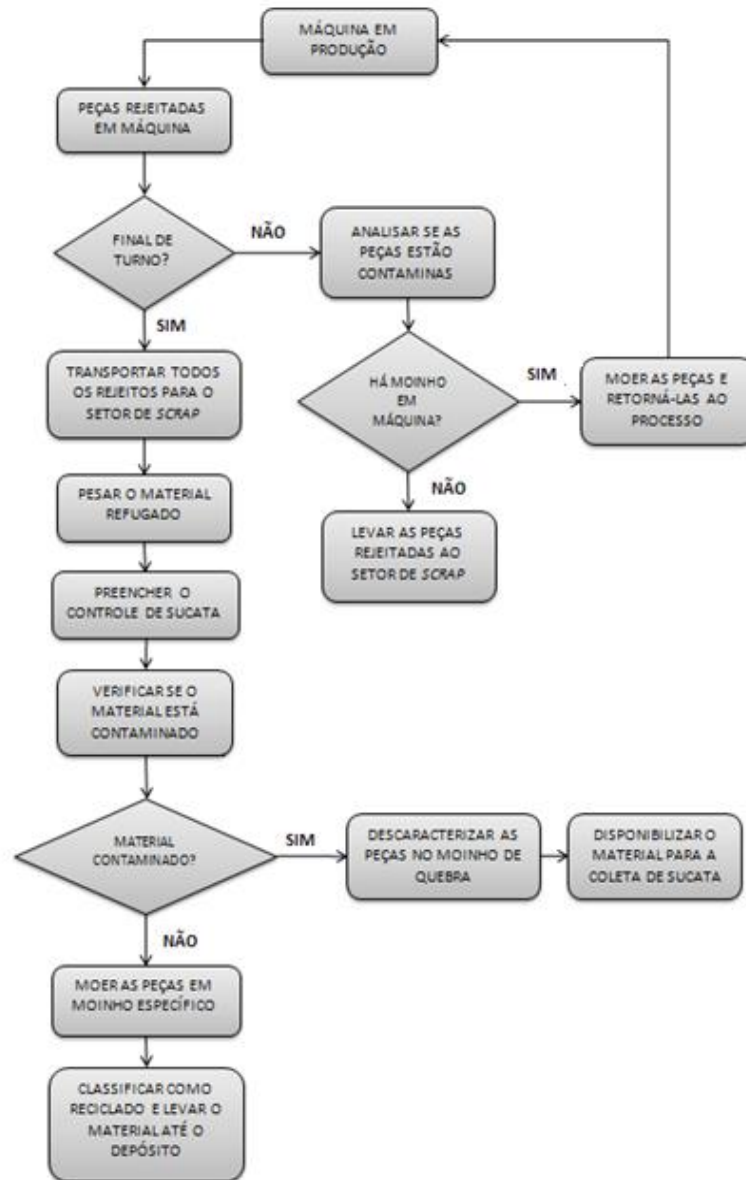 MÁQUINA EM
PRODUÇÃO
PEÇAS REJEITADAS
EM MÁQUINA
FINAL DE
TURNO?
NÃO
ANALISAR SE AS
PEÇAS ESTÃO
CONTAMINAS
SIM
TRANSPORTAR TODOS
OS REJEITOS PARA O
SETOR DE SCRAP
HÁ MOINHO
EM
MÁQUINA?
SIM
MOER AS PEÇAS E
RETORNÁ-LAS AO
PROCESSO
NÃO
LEVAR AS PEÇAS
REJEITADAS AO
SETOR DE SCRAP
PESAR O MATERIAL
REFUGADO
PREENCHER O
CONTROLE DE SUCATA
VERIFICAR SE O
MATERIAL ESTÁ
CONTAMINADO
MATERIAL
CONTAMINADO?
SIM
DESCARACTERIZAR AS
PEÇAS NO MOINHO DE
QUEBRA
DISPONIBILIZAR O
MATERIAL PARA A
COLETA DE SUCATA
NÃO
MOER AS PEÇAS EM
MOINHO ESPECÍFICO
CLASSIFICAR COMO
RECICLADO E LEVAR O
MATERIAL ATÉ O
DEPÓSITO